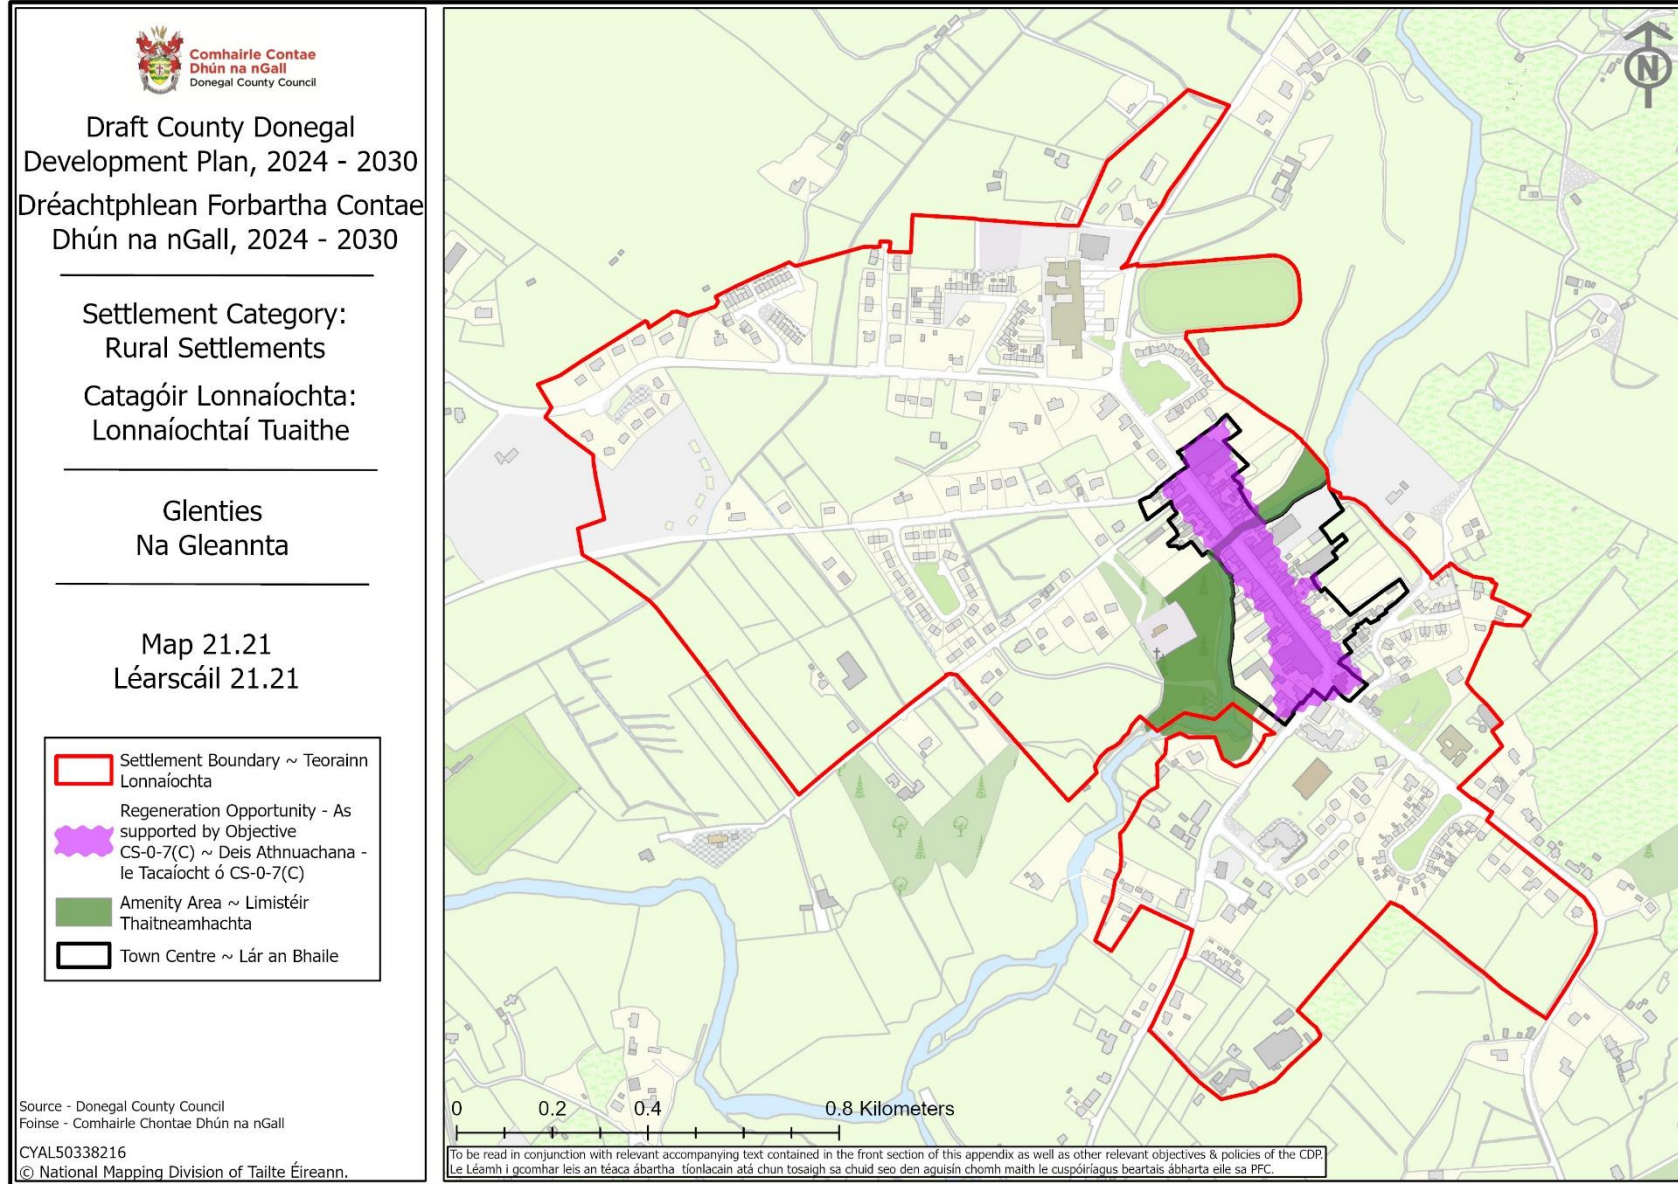 Comhairle Contae
Dhún na nGall
Donegal County Council
Draft County Donegal
Development Plan, 2024 - 2030
Dréachtphlean Forbartha Contae
Dhún na nGall, 2024 - 2030
Settlement Category:
Rural Settlements
Catagóir Lonnaíochta:
Lonnaíochtaí Tuaithe
Glenties
Na Gleannta
Map 21.21
Léarscáil 21.21
Settlement Boundary ~ Teorainn
Lonnaíochta
Regeneration Opportunity - As
supported by Objective
CS-0-7(C) ~ Deis Athnuachana -
le Tacaíocht ó CS-0-7(C)
Amenity Area ~ Limistéir
Thaitneamhachta
Town Centre ~ Lár an Bhaile
Source - Donegal County Council
Foinse - Comhairle Chontae Dhún na nGall
CYAL50338216
© National Mapping Division of Tailte Éireann.
N
0 0.2 0.4 0.8 Kilometers
To be read in conjunction with relevant accompanying text contained in the front section of this appendix as well as other relevant objectives & policies of the CDP.
Le Léamh i gcomhar leis an téaca ábartha tíonlacain atá chun tosaigh sa chuid seo den aguisín chomh maith le cuspóiríagus beartais ábharta eile sa PFC.